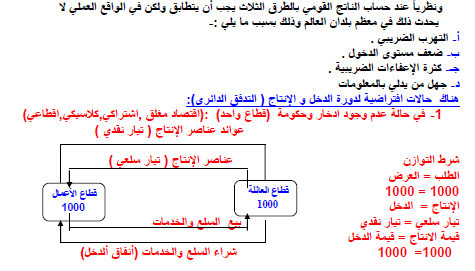 ونظرياً عند حساب الناتج القومي بالطرق الثلاث يجب أن يتطابق ولكن في الواقع العملي لا
يحدث ذلك في معظم بلدان العالم وذلك بسبب ما يلي :-
أ- التهرب الضريبي .
ب- ضعف مستوى الدخول .
جـ- كثرة الإعفاءات الضريبية .
د- جهل من يدلي بالمعلومات
هناك حالات افتراضية لدورة الدخل و الإنتاج ( التدفق الدائري):
1- في حالة عدم وجود ادخار وحكومة (قطاع واحد) :(اقتصاد مغلق ,اشتراكي,كلاسيكي,اقطاعي)
عوائد عناصر الإنتاج ( تيار نقدي )
عناصر الإنتاج ( تيار سلعي )
قطاع العائلة
1000
قطاع الأعمال
1000
بيع السلع والخدمات
شراء السلع والخدمات (أنفاق ألدخل)
شرط التوازن
الطلب = العرض
1000 = 1000
الإنتاج = الدخل
تيار سلعي = تيار نقدي
قيمة الانتاج = قيمة الدخل
1000 =1000